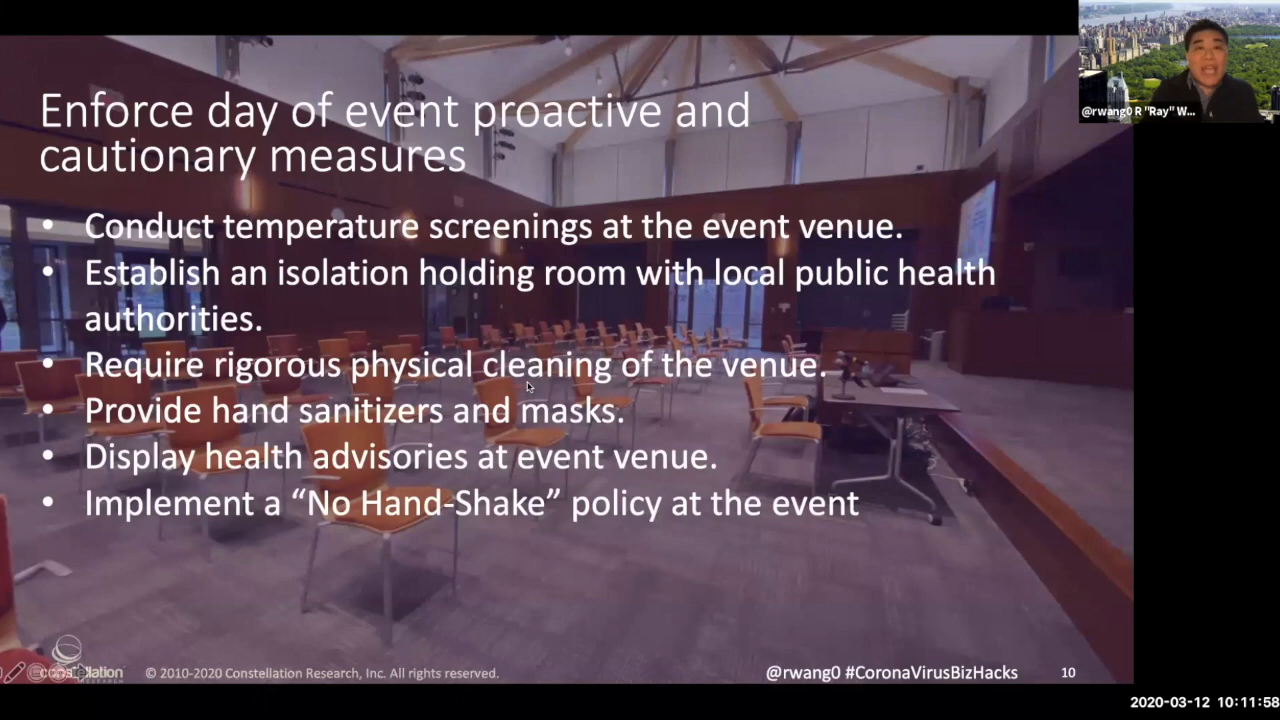 @rwang0 R "Ray" W...
Enforce day of event proactive and
cautionary measures
• Conduct temperature screenings at the event venue.
• Establish an isolation holding room with local public health
authorities.
• Require rigorous physical cleaning of the venue.
• Provide hand sanitizers and masks.
• Display health advisories at event venue.
• Implement a “No Hand-Shake” policy at the event
© 2010-2020 Constellation Research, Inc. All rights reserved.
@rwang0 #CoronaVirusBizHacks
10
2020-03-12 10:11:58